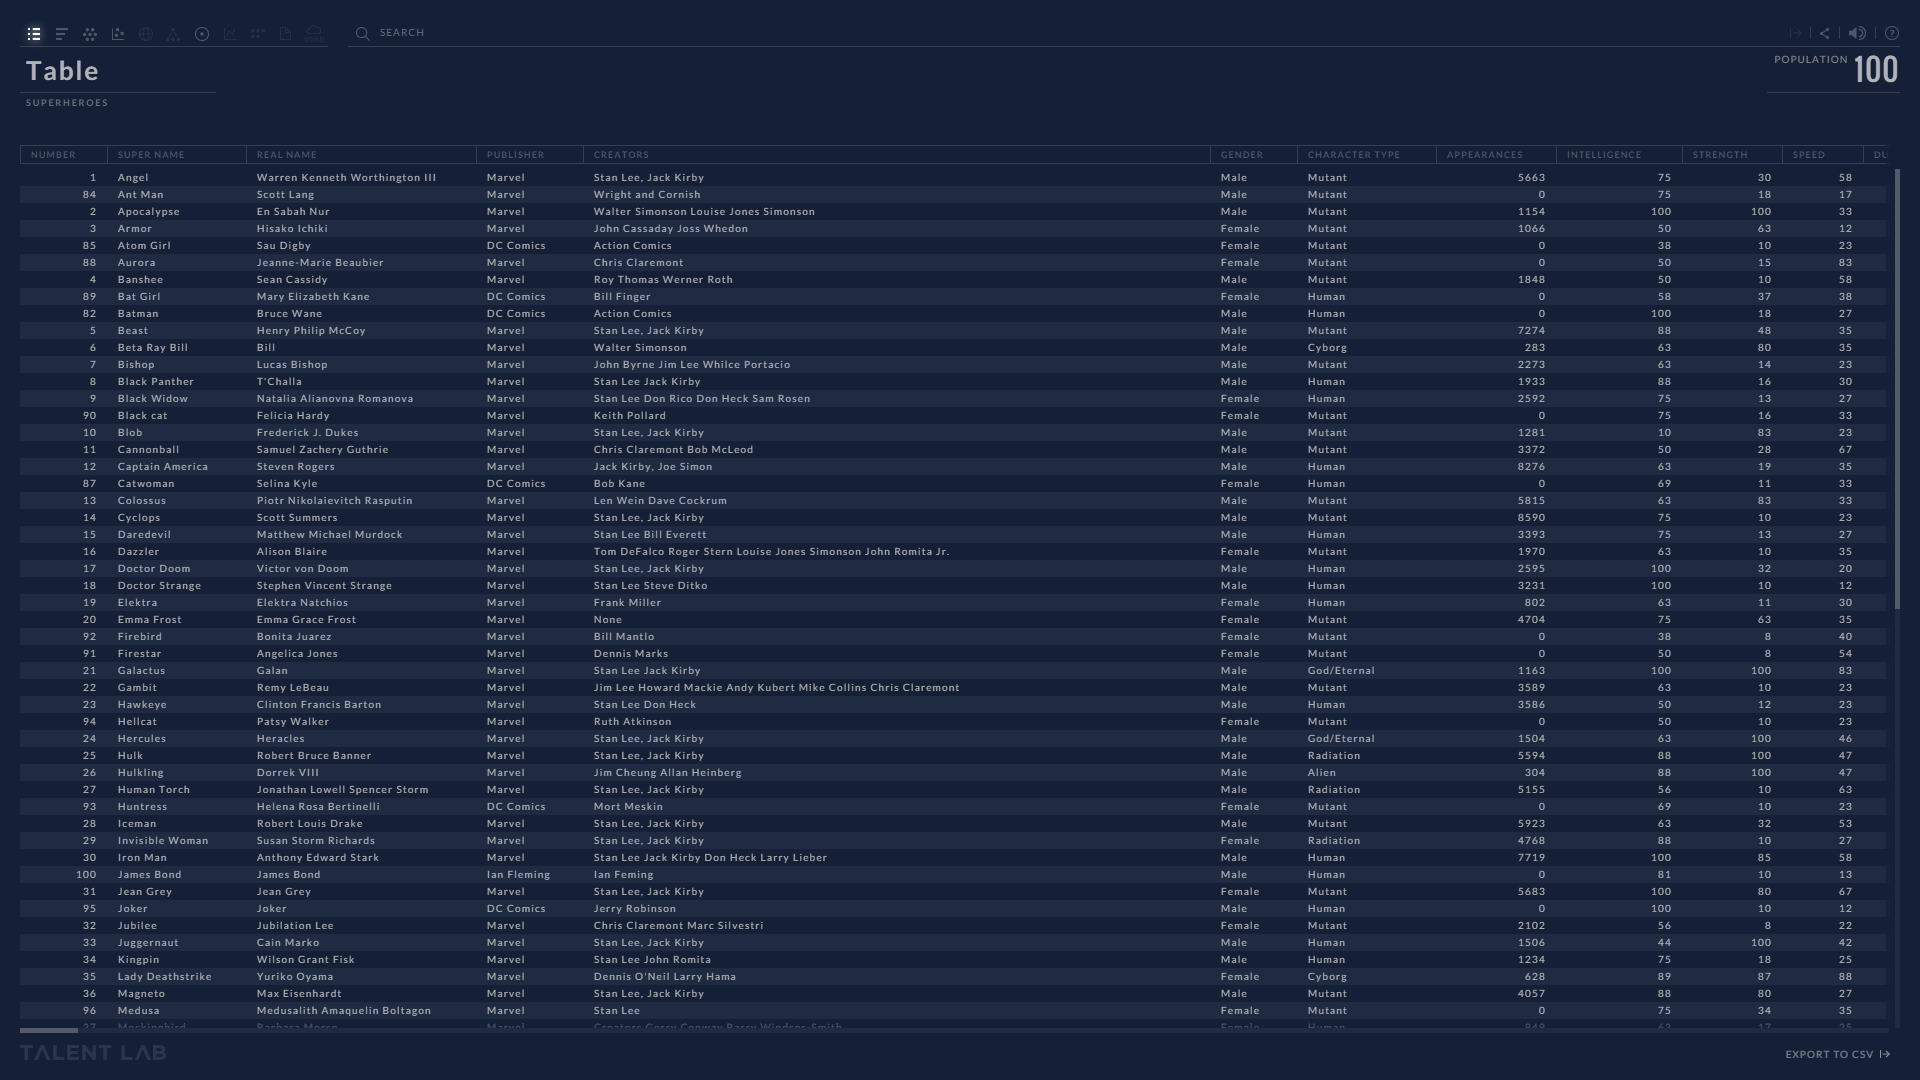 SEARCH
Table
POPULATION 100
SUPERHEROES
NUMBER SUPER NAME REAL NAME PUBLISHER CREATORS GENDER CHARACTER TYPE APPEARANCES INTELLIGENCE STRENGTH SPEED DU
1 Angel Warren Kenneth Worthington III Marvel Stan Lee, Jack Kirby Male Mutant 5663 75 30 58
84 Ant Man Scott Lang Marvel Wright and Cornish Male Mutant 0 75 18 17
2 Apocalypse En Sabah Nur Marvel Walter Simonson Louise Jones Simonson Male Mutant 1154 100 100 33
3 Armor Hisako Ichiki Marvel John Cassaday Joss Whedon Female Mutant 1066 50 63 12
85 Atom Girl Sau Digby DC Comics Action Comics Female Mutant 0 38 10 23
88 Aurora Jeanne-Marie Beaubier Marvel Chris Claremont Female Mutant 0 50 15 83
4 Banshee Sean Cassidy Marvel Roy Thomas Werner Roth Male Mutant 1848 50 10 58
89 Bat Girl Mary Elizabeth Kane DC Comics Bill Finger Female Human 0 58 37 38
82 Batman Bruce Wane DC Comics Action Comics Male Human 0 100 18 27
5 Beast Henry Philip McCoy Marvel Stan Lee, Jack Kirby Male Mutant 7274 88 48 35
6 Beta Ray Bill Bill Marvel Walter Simonson Male Cyborg 283 63 80 35
7 Bishop Lucas Bishop Marvel John Byrne Jim Lee Whilce Portacio Male Mutant 2273 63 14 23
8 Black Panther T'Challa Marvel Stan Lee Jack Kirby Male Human 1933 88 16 30
9 Black Widow Natalia Alianovna Romanova Marvel Stan Lee Don Rico Don Heck Sam Rosen Female Human 2592 75 13 27
90 Black cat Felicia Hardy Marvel Keith Pollard Female Mutant 0 75 16 33
10 Blob Frederick J. Dukes Marvel Stan Lee, Jack Kirby Male Mutant 1281 10 83 23
11 Cannonball Samuel Zachery Guthrie Marvel Chris Claremont Bob McLeod Male Mutant 3372 50 28 67
12 Captain America Steven Rogers Marvel Jack Kirby, Joe Simon Male Human 8276 63 19 35
87 Catwoman Selina Kyle DC Comics Bob Kane Female Human 0 69 11 33
13 Colossus Piotr Nikolaievitch Rasputin Marvel Len Wein Dave Cockrum Male Mutant 5815 63 83 33
14 Cyclops Scott Summers Marvel Stan Lee, Jack Kirby Male Mutant 8590 75 10 23
15 Daredevil Matthew Michael Murdock Marvel Stan Lee Bill Everett Male Human 3393 75 13 27
16 Dazzler Alison Blaire Marvel Tom DeFalco Roger Stern Louise Jones Simonson John Romita Jr. Female Mutant 1970 63 10 35
17 Doctor Doom Victor von Doom Marvel Stan Lee, Jack Kirby Male Human 2595 100 32 20
18 Doctor Strange Stephen Vincent Strange Marvel Stan Lee Steve Ditko Male Human 3231 100 10 12
19 Elektra Elektra Natchios Marvel Frank Miller Female Human 802 63 11 30
20 Emma Frost Emma Grace Frost Marvel None Female Mutant 4704 75 63 35
92 Firebird Bonita Juarez Marvel Bill Mantlo Female Mutant 0 38 8 40
91 Firestar Angelica Jones Marvel Dennis Marks Female Mutant 0 50 8 54
21 Galactus Galan Marvel Stan Lee Jack Kirby Male God/Eternal 1163 100 100 83
22 Gambit Remy LeBeau Marvel Jim Lee Howard Mackie Andy Kubert Mike Collins Chris Claremont Male Mutant 3589 63 10 23
23 Hawkeye Clinton Francis Barton Marvel Stan Lee Don Heck Male Human 3586 50 12 23
94 Hellcat Patsy Walker Marvel Ruth Atkinson Female Mutant 0 50 10 23
24 Hercules Heracles Marvel Stan Lee, Jack Kirby Male God/Eternal 1504 63 100 46
25 Hulk Robert Bruce Banner Marvel Stan Lee, Jack Kirby Male Radiation 5594 88 100 47
26 Hulkling Dorrek VIII Marvel Jim Cheung Allan Heinberg Male Alien 304 88 100 47
27 Human Torch Jonathan Lowell Spencer Storm Marvel Stan Lee, Jack Kirby Male Radiation 5155 56 10 63
93 Huntress Helena Rosa Bertinelli DC Comics Mort Meskin Female Mutant 0 69 10 23
28 Iceman Robert Louis Drake Marvel Stan Lee, Jack Kirby Male Mutant 5923 63 32 53
29 Invisible Woman Susan Storm Richards Marvel Stan Lee, Jack Kirby Female Radiation 4768 88 10 27
30 Iron Man Anthony Edward Stark Marvel Stan Lee Jack Kirby Don Heck Larry Lieber Male Human 7719 100 85 58
100 James Bond James Bond Ian Fleming Ian Feming Male Human 0 81 10 13
31 Jean Grey Jean Grey Marvel Stan Lee, Jack Kirby Female Mutant 5683 100 80 67
95 Joker Joker DC Comics Jerry Robinson Male Human 0 100 10 12
32 Jubilee Jubilation Lee Marvel Chris Claremont Marc Silvestri Female Mutant 2102 56 8 22
33 Juggernaut Cain Marko Marvel Stan Lee, Jack Kirby Male Human 1506 44 100 42
34 Kingpin Wilson Grant Fisk Marvel Stan Lee John Romita Male Human 1234 75 18 25
35 Lady Deathstrike Yuriko Oyama Marvel Dennis O'Neil Larry Hama Female Cyborg 628 89 87 88
36 Magneto Max Eisenhardt Marvel Stan Lee, Jack Kirby Male Mutant 4057 88 80 27
96 Medusa Medusalith Amaquelin Boltagon Marvel Stan Lee Female Mutant 0 75 34 35
TALENT LAB
EXPORT TO CSV